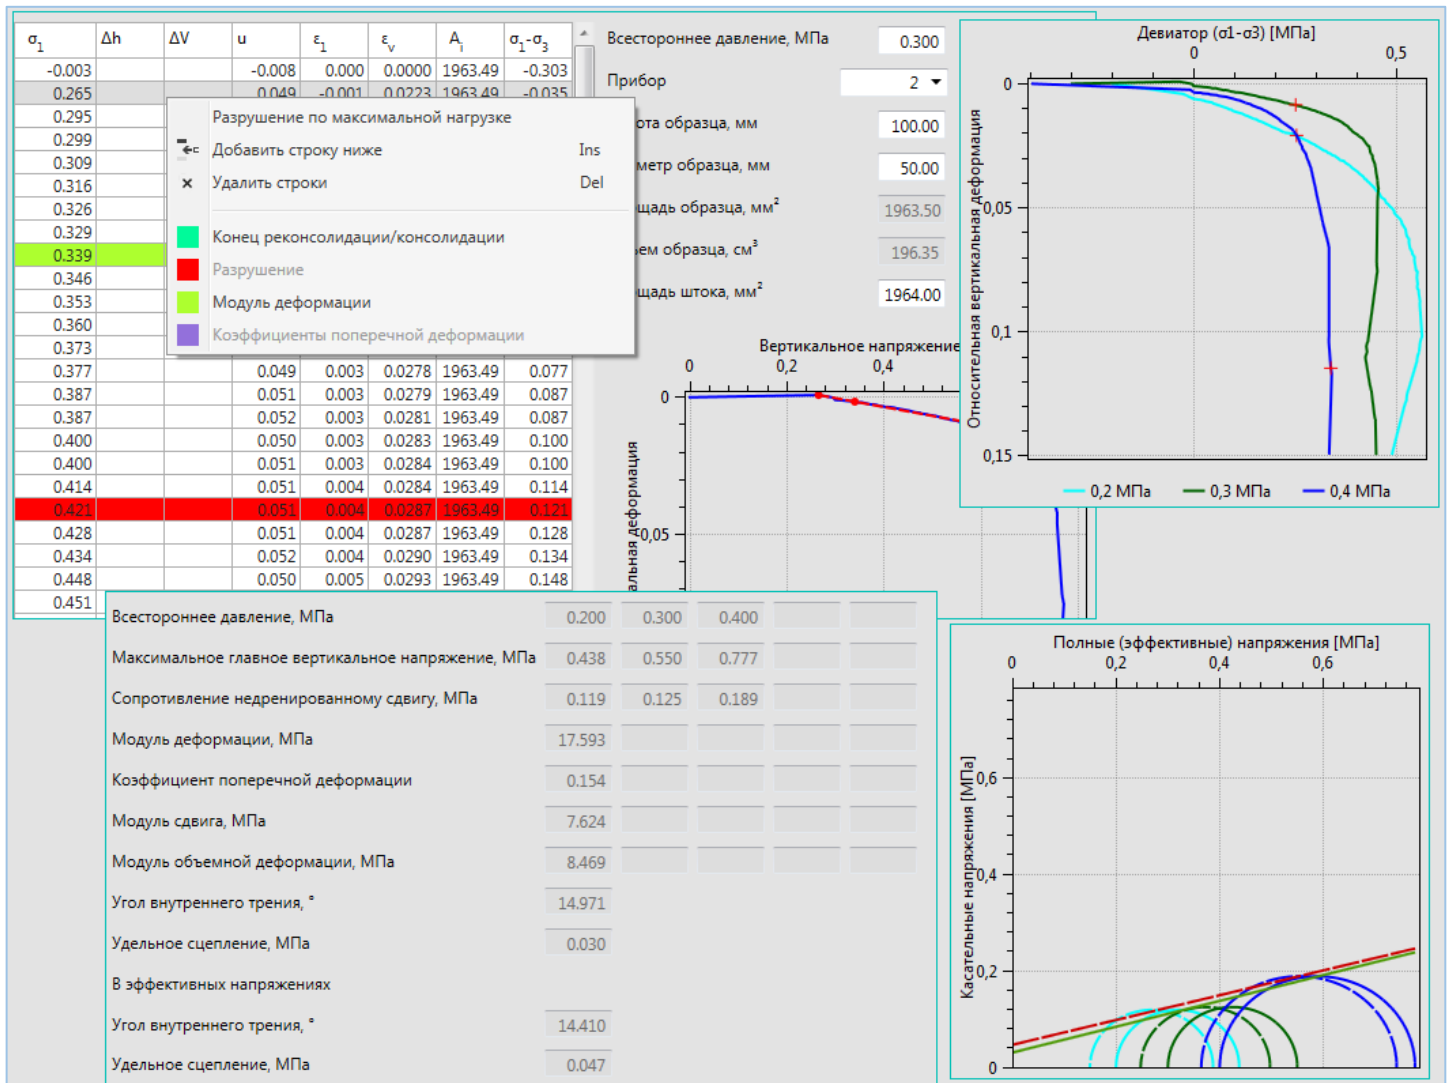 σ1 Δh ΔV u ε1 εv Ai σ1-σ3
-0.003 -0.008 0.000 0.0000 1963.49 -0.303
0.265 0.049 -0.001 0.0223 1963.49 -0.035
0.295
0.299
0.309
0.316
0.326
0.329
0.339
0.346
0.353
0.360
0.373
0.377 0.049 0.003 0.0278 1963.49 0.077
0.387 0.051 0.003 0.0279 1963.49 0.087
0.387 0.052 0.003 0.0281 1963.49 0.087
0.400 0.050 0.003 0.0283 1963.49 0.100
0.400 0.051 0.003 0.0284 1963.49 0.100
0.414 0.051 0.004 0.0284 1963.49 0.114
0.421 0.051 0.004 0.0287 1963.49 0.121
0.428 0.051 0.004 0.0287 1963.49 0.128
0.434 0.052 0.004 0.0290 1963.49 0.134
0.448 0.050 0.005 0.0293 1963.49 0.148
0.451
Разрушение по максимальной нагрузке
Добавить строку ниже Ins
Удалить строки Del
Конец реконсолидации/консолидации
Разрушение
Модуль деформации
Коэффициенты поперечной деформации
Всестороннее давление, МПа 0.300
Прибор 2
ота образца, мм 100.00
метр образца, мм 50.00
щадь образца, мм² 1963.50
ем образца, см³ 196.35
щадь штока, мм² 1964.00
Вертикальное напряжение
0 0,2 0,4
0
0,05
альная деформация
Девиатор (σ1-σ3) [МПа]
0 0,5
0
0,05
0,1
0,15
Относительная вертикальная деформация
0,2 МПа 0,3 МПа 0,4 МПа
Всестороннее давление, МПа 0.200 0.300 0.400
Максимальное главное вертикальное напряжение, МПа 0.438 0.550 0.777
Сопротивление недренированному сдвигу, МПа 0.119 0.125 0.189
Модуль деформации, МПа 17.593
Коэффициент поперечной деформации 0.154
Модуль сдвига, МПа 7.624
Модуль объемной деформации, МПа 8.469
Угол внутреннего трения, ° 14.971
Удельное сцепление, МПа 0.030
В эффективных напряжениях
Угол внутреннего трения, ° 14.410
Удельное сцепление, МПа 0.047
Полные (эффективные) напряжения [МПа]
0 0,2 0,4 0,6
0,6
0,4
0,2
0
Касательные напряжения [МПа]